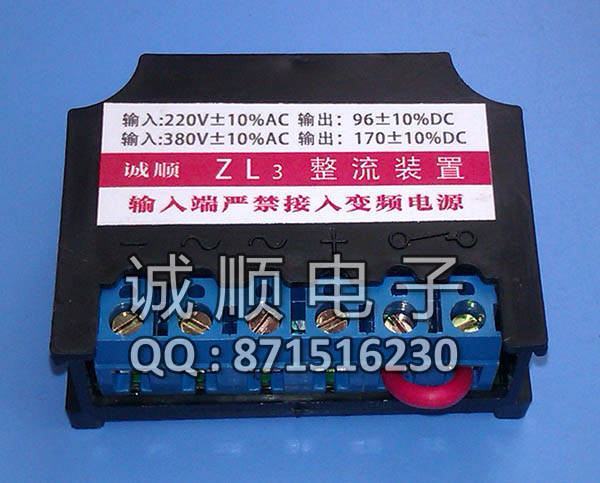 输入:220V±10%AC 输出：96±10%DC
输入:380V±10%AC 输出：170±10%DC
诚顺 ZL3 整流装置
输入端严禁接入变频电源
诚顺电子
QQ：871516230